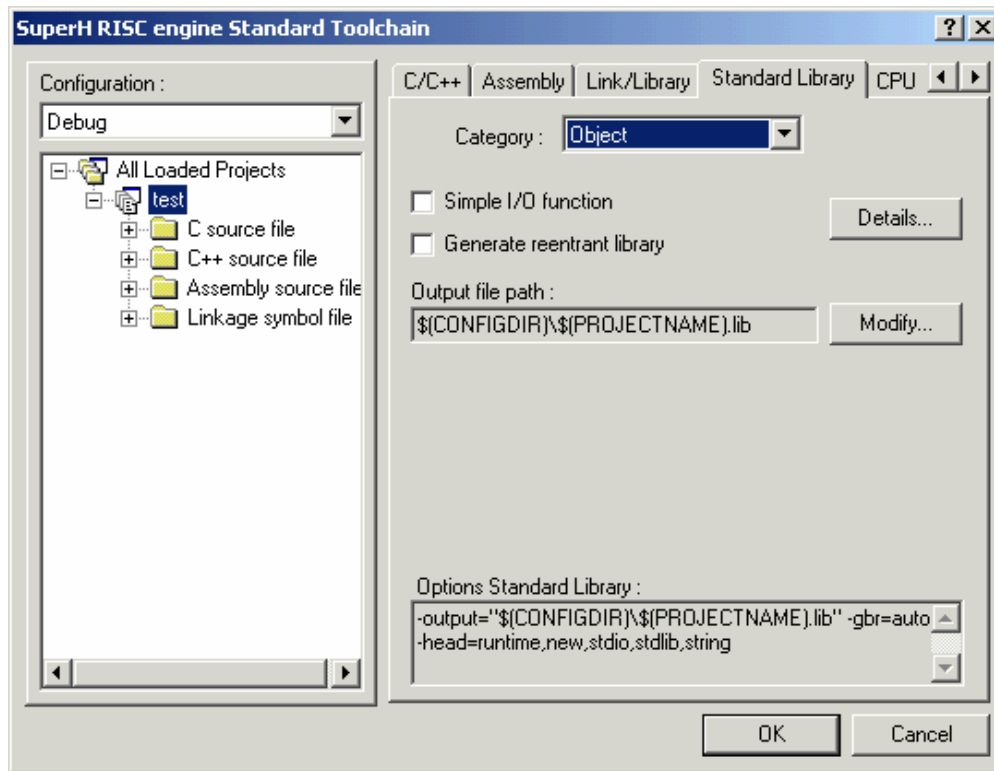 SuperH RISC engine Standard Toolchain
Configuration :
Debug
All Loaded Projects
test
C source file
C++ source file
Assembly source file
Linkage symbol file
C/C++ Assembly Link/Library Standard Library CPU
Category : Object
Simple I/O function
Generate reentrant library
Details...
Output file path :
$(CONFIGDIR)\$(PROJECTNAME).lib
Modify...
Options Standard Library :
-output="$(CONFIGDIR)\$(PROJECTNAME).lib" -gbr=auto
-head=runtime,new,stdio,stdlib,string
OK Cancel